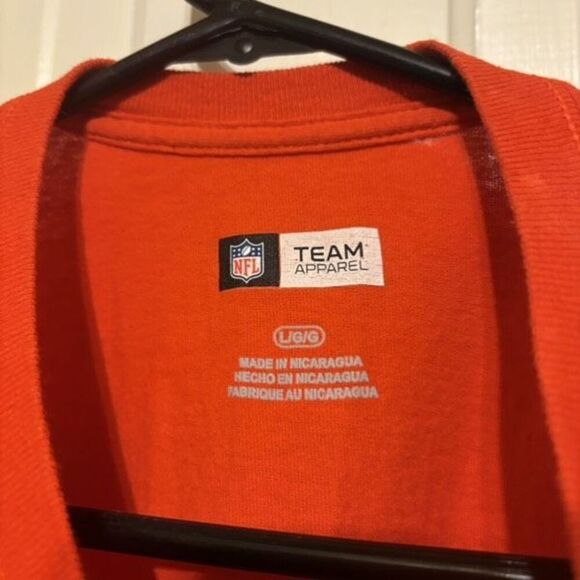 NFL
TEAM
APPAREL
L/G/G
MADE IN NICARAGUA
HECHO EN NICARAGUA
FABRIQUE AU NICARAGUA